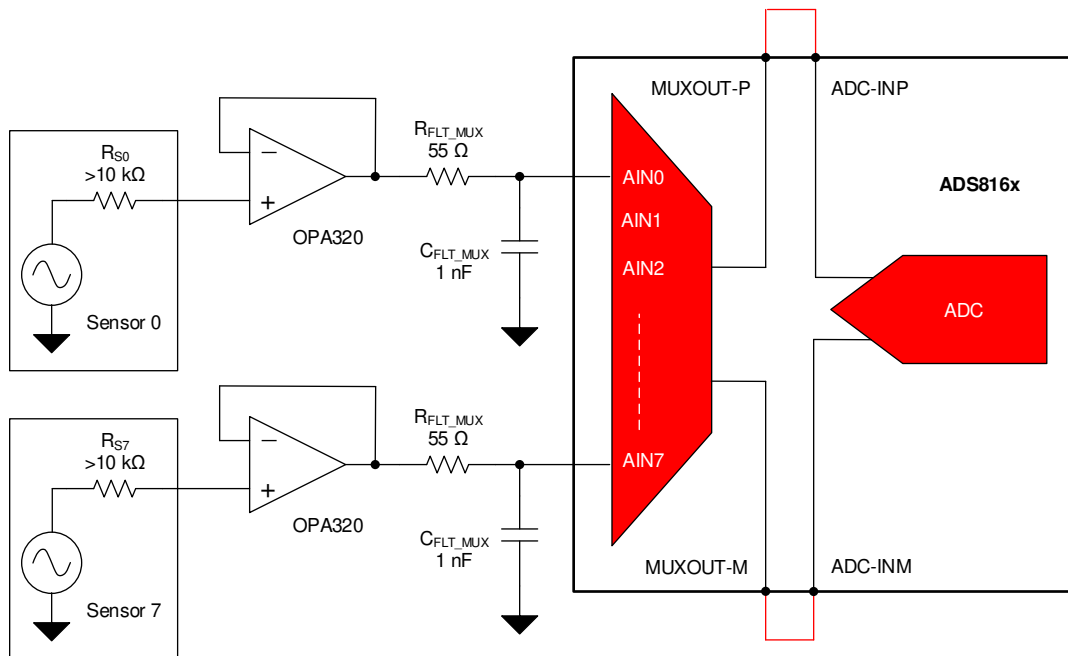 MUXOUT-P
ADC-INP
RS0
>10 kΩ
RFLT_MUX
55 Ω
−
+
OPA320
CFLT_MUX
1 nF
Sensor 0
AIN0
AIN1
AIN2
AIN7
ADS816x
ADC
RS7
>10 kΩ
RFLT_MUX
55 Ω
−
+
OPA320
CFLT_MUX
1 nF
Sensor 7
MUXOUT-M
ADC-INM